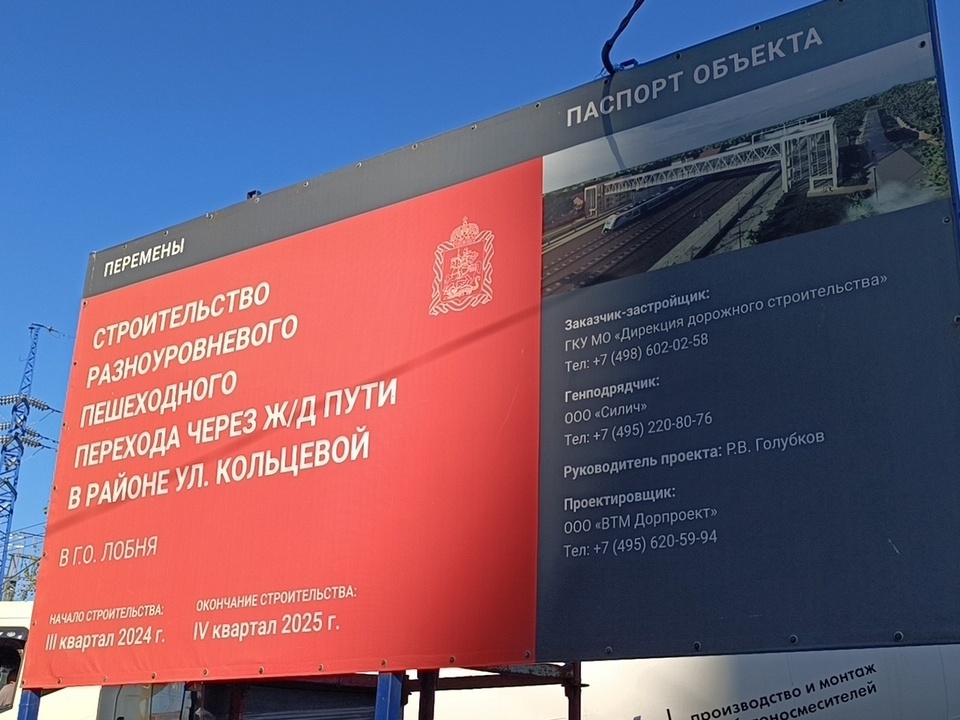 ПЕРЕМЕНЫ
ПАСПОРТ ОБЪЕКТА
СТРОИТЕЛЬСТВО
РАЗНОУРОВНЕВОГО
ПЕШЕХОДНОГО
ПЕРЕХОДА ЧЕРЕЗ Ж/Д ПУТИ
В РАЙОНЕ УЛ. КОЛЬЦЕВОЙ
В Г.О. ЛОБНЯ
НАЧАЛО СТРОИТЕЛЬСТВА:
III квартал 2024 г.
ОКОНЧАНИЕ СТРОИТЕЛЬСТВА:
IV квартал 2025 г.
Заказчик-застройщик:
ГКУ МО «Дирекция дорожного строительства»
Тел: +7 (498) 602-02-58
Генподрядчик:
ООО «Силич»
Тел: +7 (495) 220-80-76
Руководитель проекта: Р.В. Голубков
Проектировщик:
ООО «ВТМ Дорпроект»
Тел: +7 (495) 620-59-94
производство и монтаж